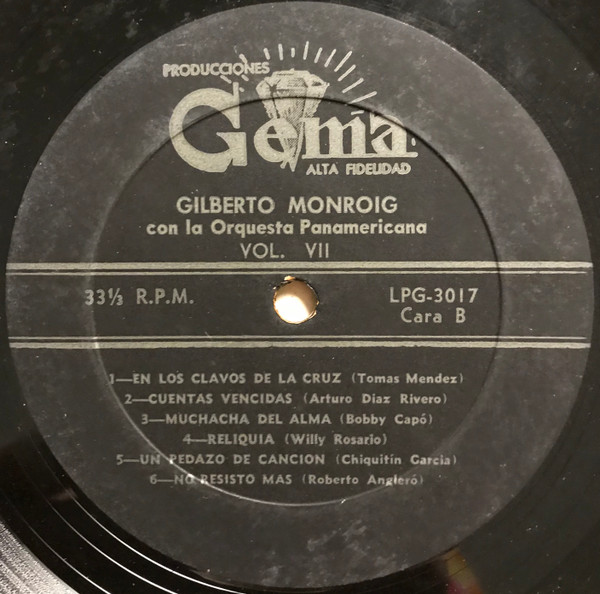 PRODUCCIONES
Gema
ALTA FIDELIDAD
GILBERTO MONROIG
con la Orquesta Panamericana
VOL. VII
33⅓ R.P.M.
LPG-3017
Cara B
1—EN LOS CLAVOS DE LA CRUZ (Tomas Mendez)
2—CUENTAS VENCIDAS (Arturo Diaz Rivero)
3—MUCHACHA DEL ALMA (Bobby Capó)
4—RELIQUIA (Willy Rosario)
5—UN PEDAZO DE CANCION (Chiquitin Garcia)
6—NO RESISTO MAS (Roberto Angleró)